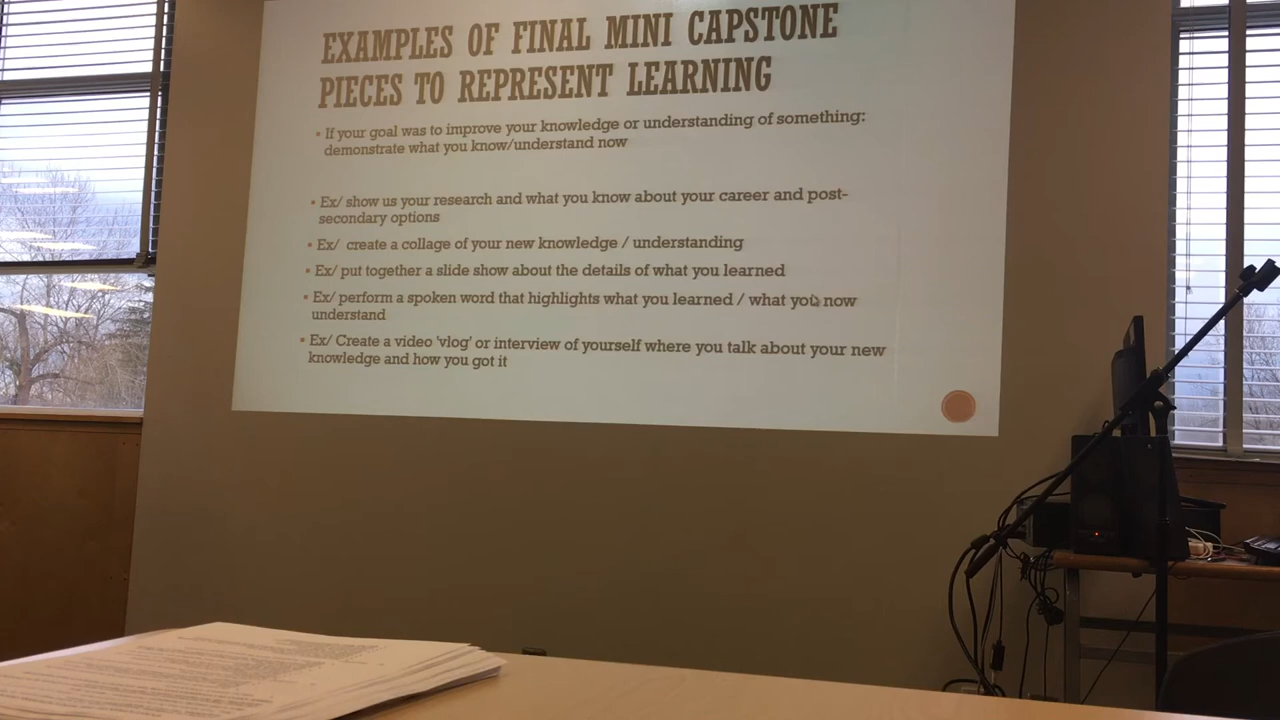 EXAMPLES OF FINAL MINI CAPSTONE
PIECES TO REPRESENT LEARNING
• If your goal was to improve your knowledge or understanding of something:
demonstrate what you know/understand now
• Ex/ show us your research and what you know about your career and post-
secondary options
• Ex/ create a collage of your new knowledge / understanding
• Ex/ put together a slide show about the details of what you learned
• Ex/ perform a spoken word that highlights what you learned / what you now
understand
• Ex/ Create a video 'vlog' or interview of yourself where you talk about your new
knowledge and how you got it